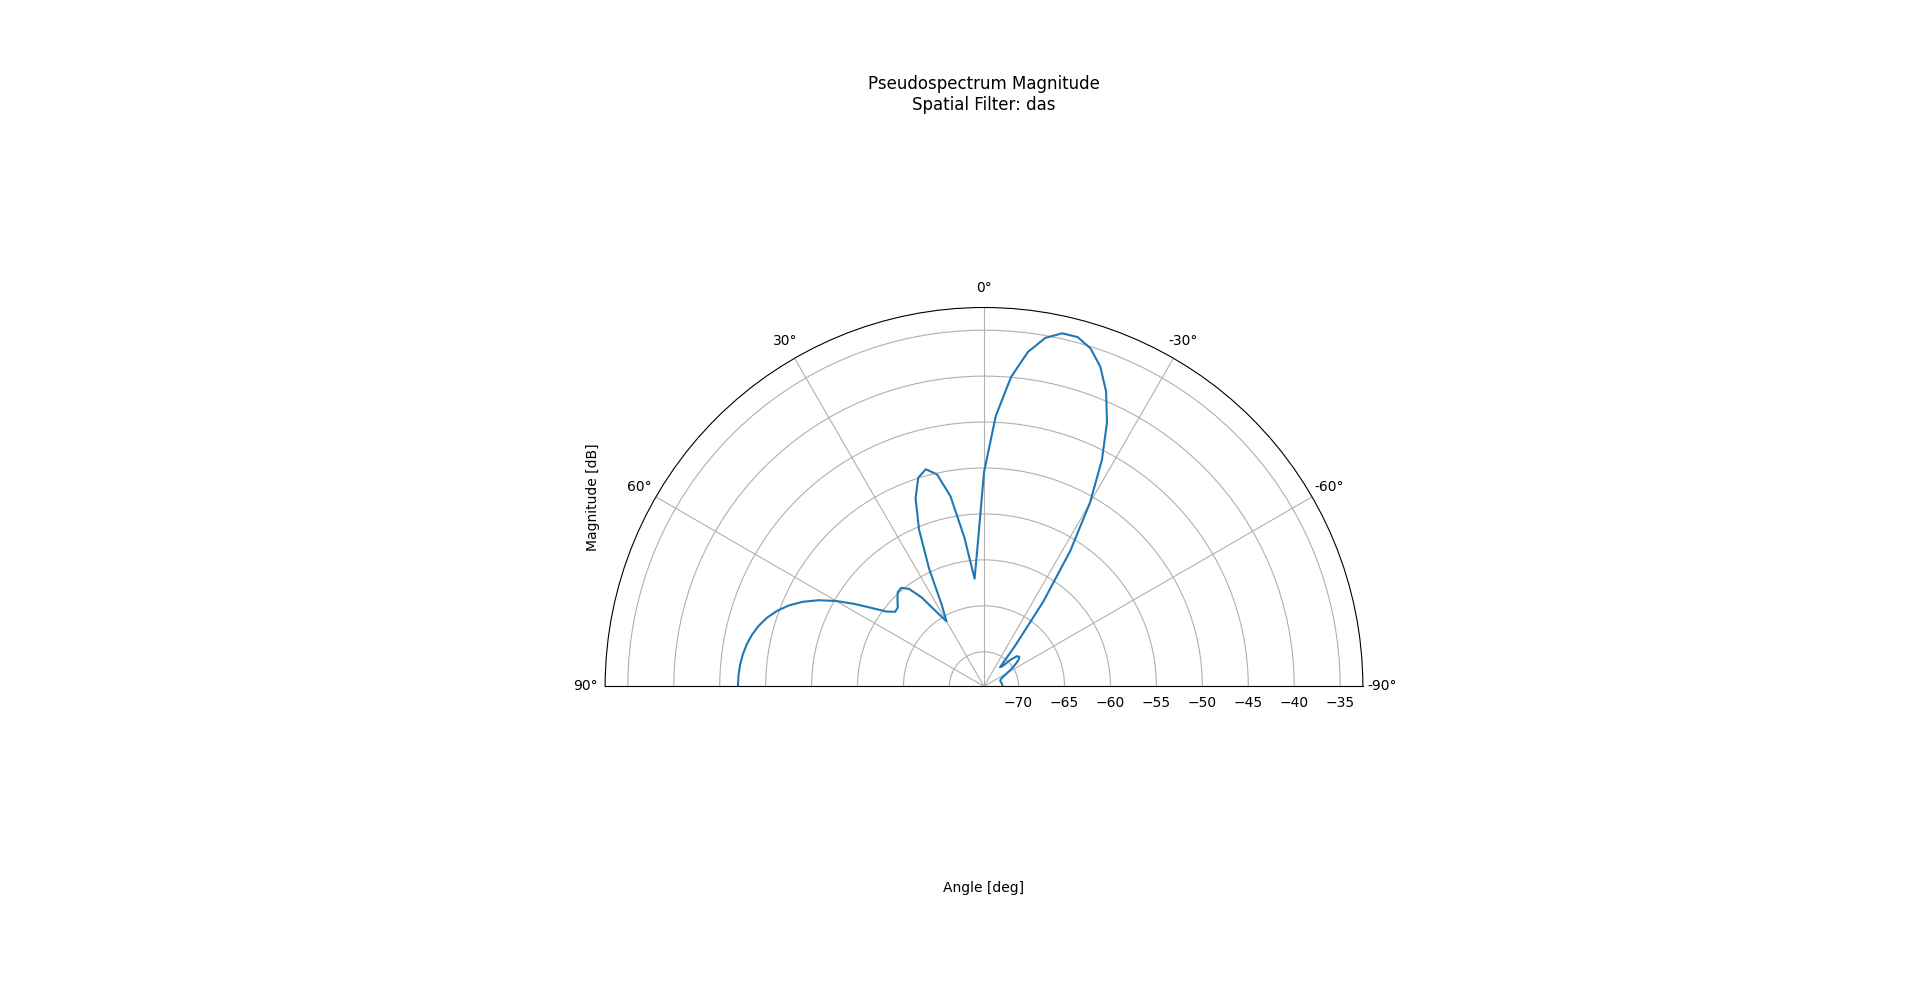 Pseudospectrum Magnitude
Spatial Filter: das
0°
30°
-30°
60°
-60°
Magnitude [dB]
90°
-90°
−70 −65 −60 −55 −50 −45 −40 −35
Angle [deg]